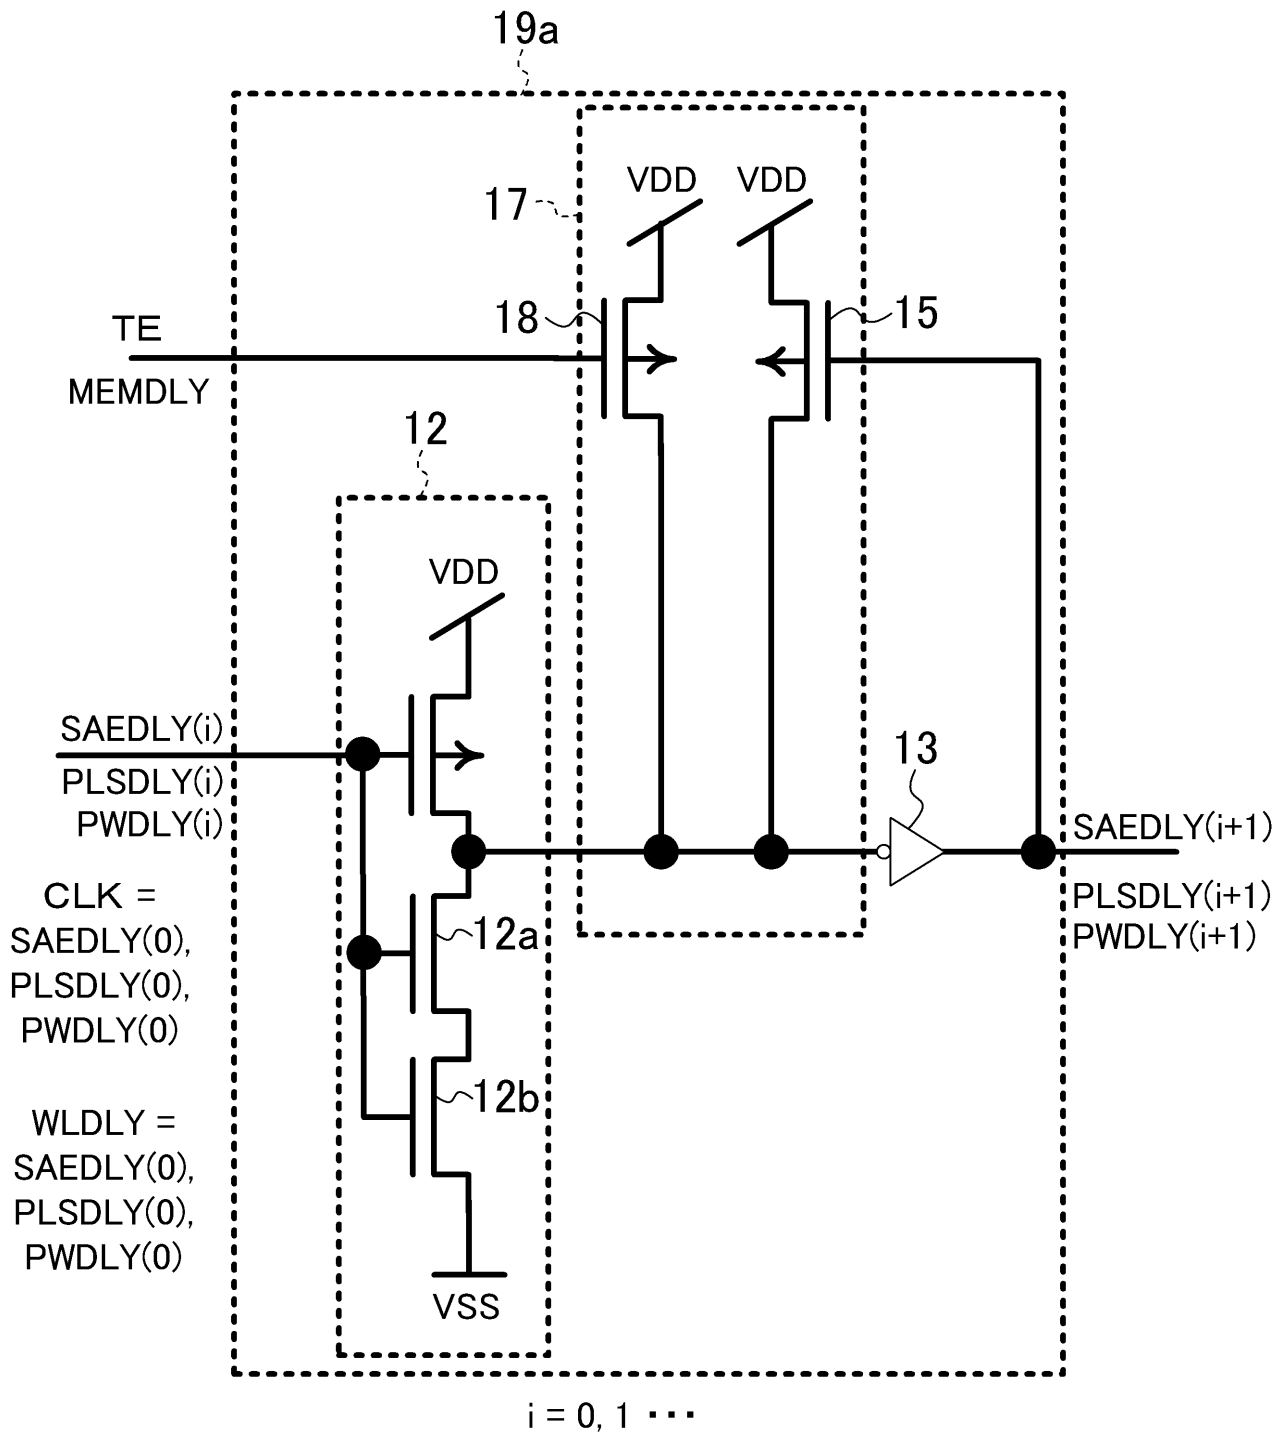 19a
VDD VDD
17
18 15
TE
MEMDLY
12
VDD
SAEDLY(i)
PLSDLY(i)
PWDLY(i)
13
SAEDLY(i+1)
PLSDLY(i+1)
PWDLY(i+1)
CLK =
SAEDLY(0),
PLSDLY(0),
PWDLY(0)
12a
12b
WLDLY =
SAEDLY(0),
PLSDLY(0),
PWDLY(0)
VSS
i = 0, 1 ･･･